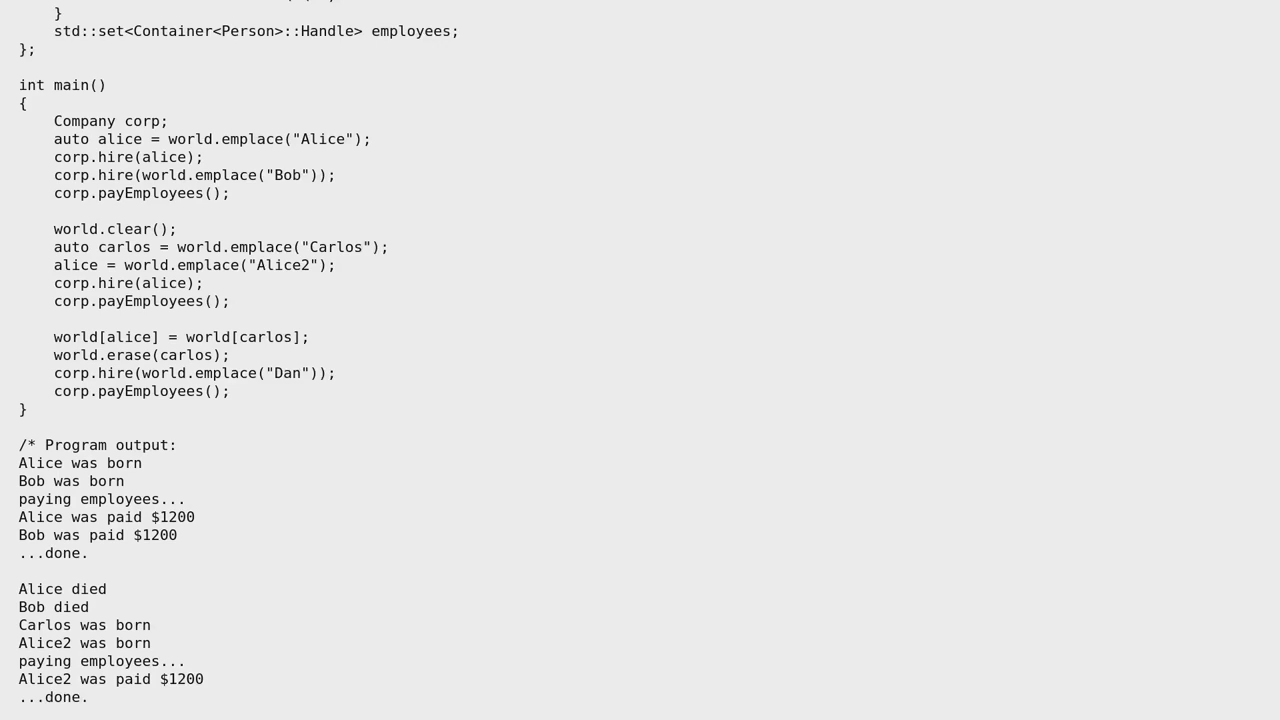 }
    std::set<Container<Person>::Handle> employees;
};

int main()
{
    Company corp;
    auto alice = world.emplace("Alice");
    corp.hire(alice);
    corp.hire(world.emplace("Bob"));
    corp.payEmployees();

    world.clear();
    auto carlos = world.emplace("Carlos");
    alice = world.emplace("Alice2");
    corp.hire(alice);
    corp.payEmployees();

    world[alice] = world[carlos];
    world.erase(carlos);
    corp.hire(world.emplace("Dan"));
    corp.payEmployees();
}

/* Program output:
Alice was born
Bob was born
paying employees...
Alice was paid $1200
Bob was paid $1200
...done.

Alice died
Bob died
Carlos was born
Alice2 was born
paying employees...
Alice2 was paid $1200
...done.